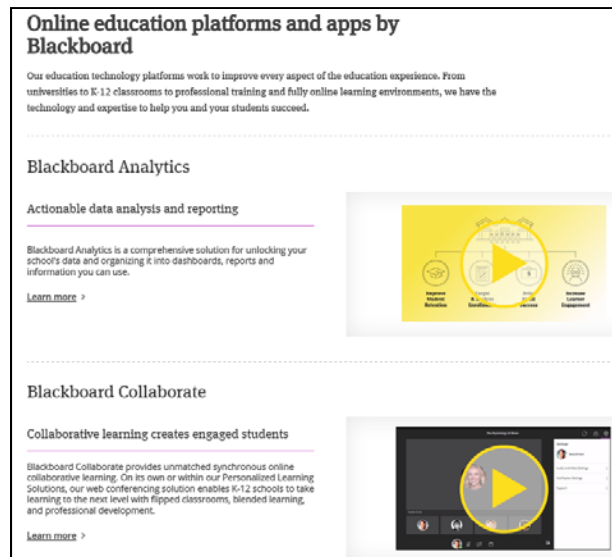 Online education platforms and apps by
Blackboard
Our education technology platforms work to improve every aspect of the education experience. From
universities to K-12 classrooms to professional training and fully online learning environments, we have the
technology and expertise to help you and your students succeed.
Blackboard Analytics
Actionable data analysis and reporting
Blackboard Analytics is a comprehensive solution for unlocking your
school's data and organizing it into dashboards, reports and
information you can use.
Learn more >
Improve
Student
Retention
Increase
Learner
Engagement
Blackboard Collaborate
Collaborative learning creates engaged students
Blackboard Collaborate provides unmatched synchronous online
collaborative learning. On its own or within our Personalized Learning
Solutions, our web conferencing solution enables K-12 schools to take
learning to the next level with flipped classrooms, blended learning,
and professional development.
Learn more >